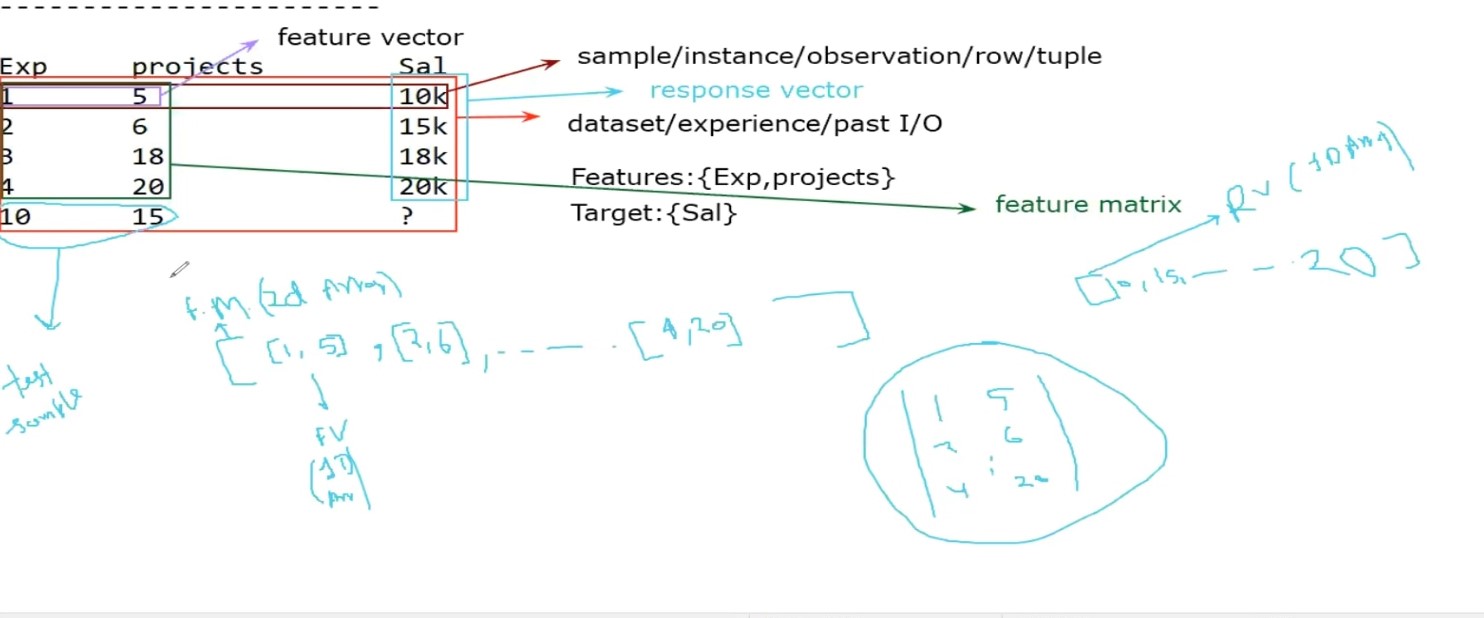 feature vector
Exp projects Sal
sample/instance/observation/row/tuple
1 5 10k
response vector
2 6 15k
dataset/experience/past I/O
3 18 18k
4 20 20k
Features:{Exp,projects}
feature matrix
10 15 ?
Target:{Sal}
RV (1D Arr)
[10,15, - - - 20]
f.M. (2d Array)
[ [1, 5] , [2,6], - - - - . [4,20] ]
test
sample
FV
(1D
Arr)
1 5
2 6
:
4 20